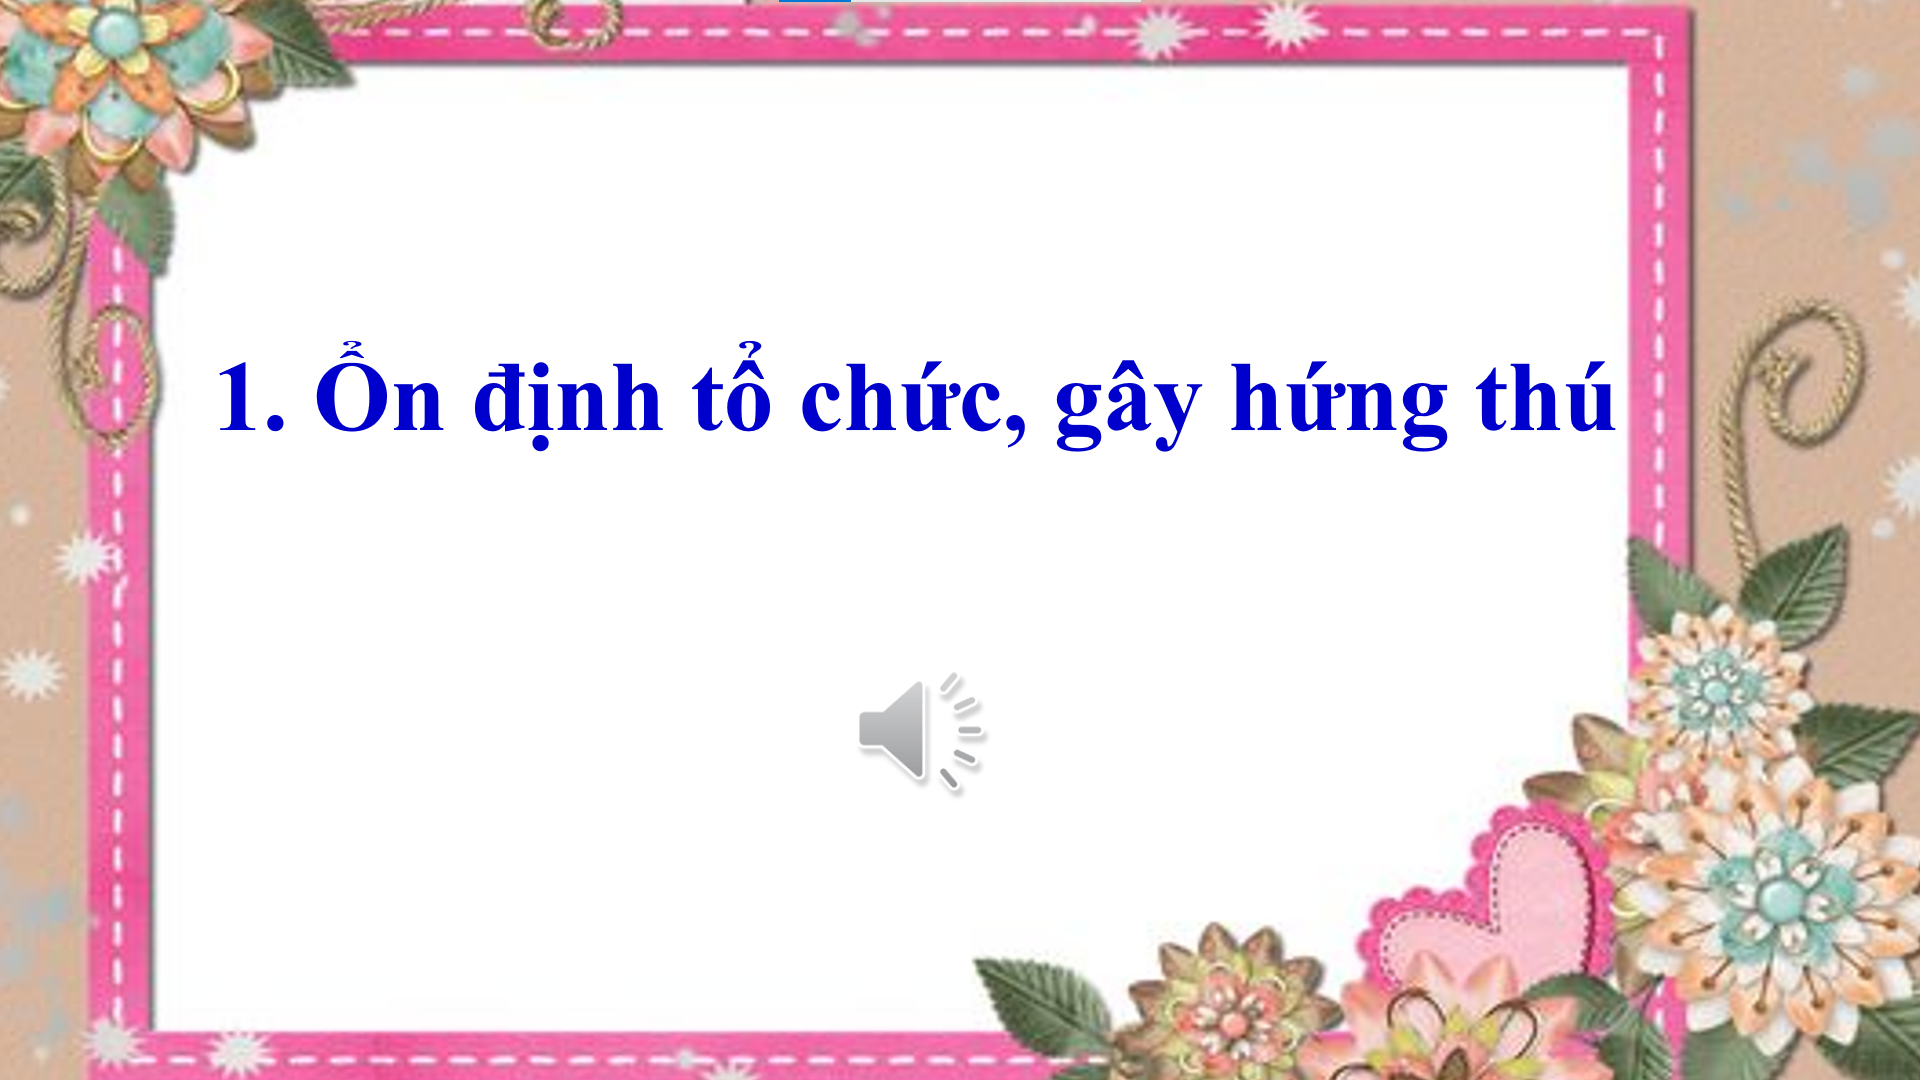 1. Ổn định tổ chức, gây hứng thú